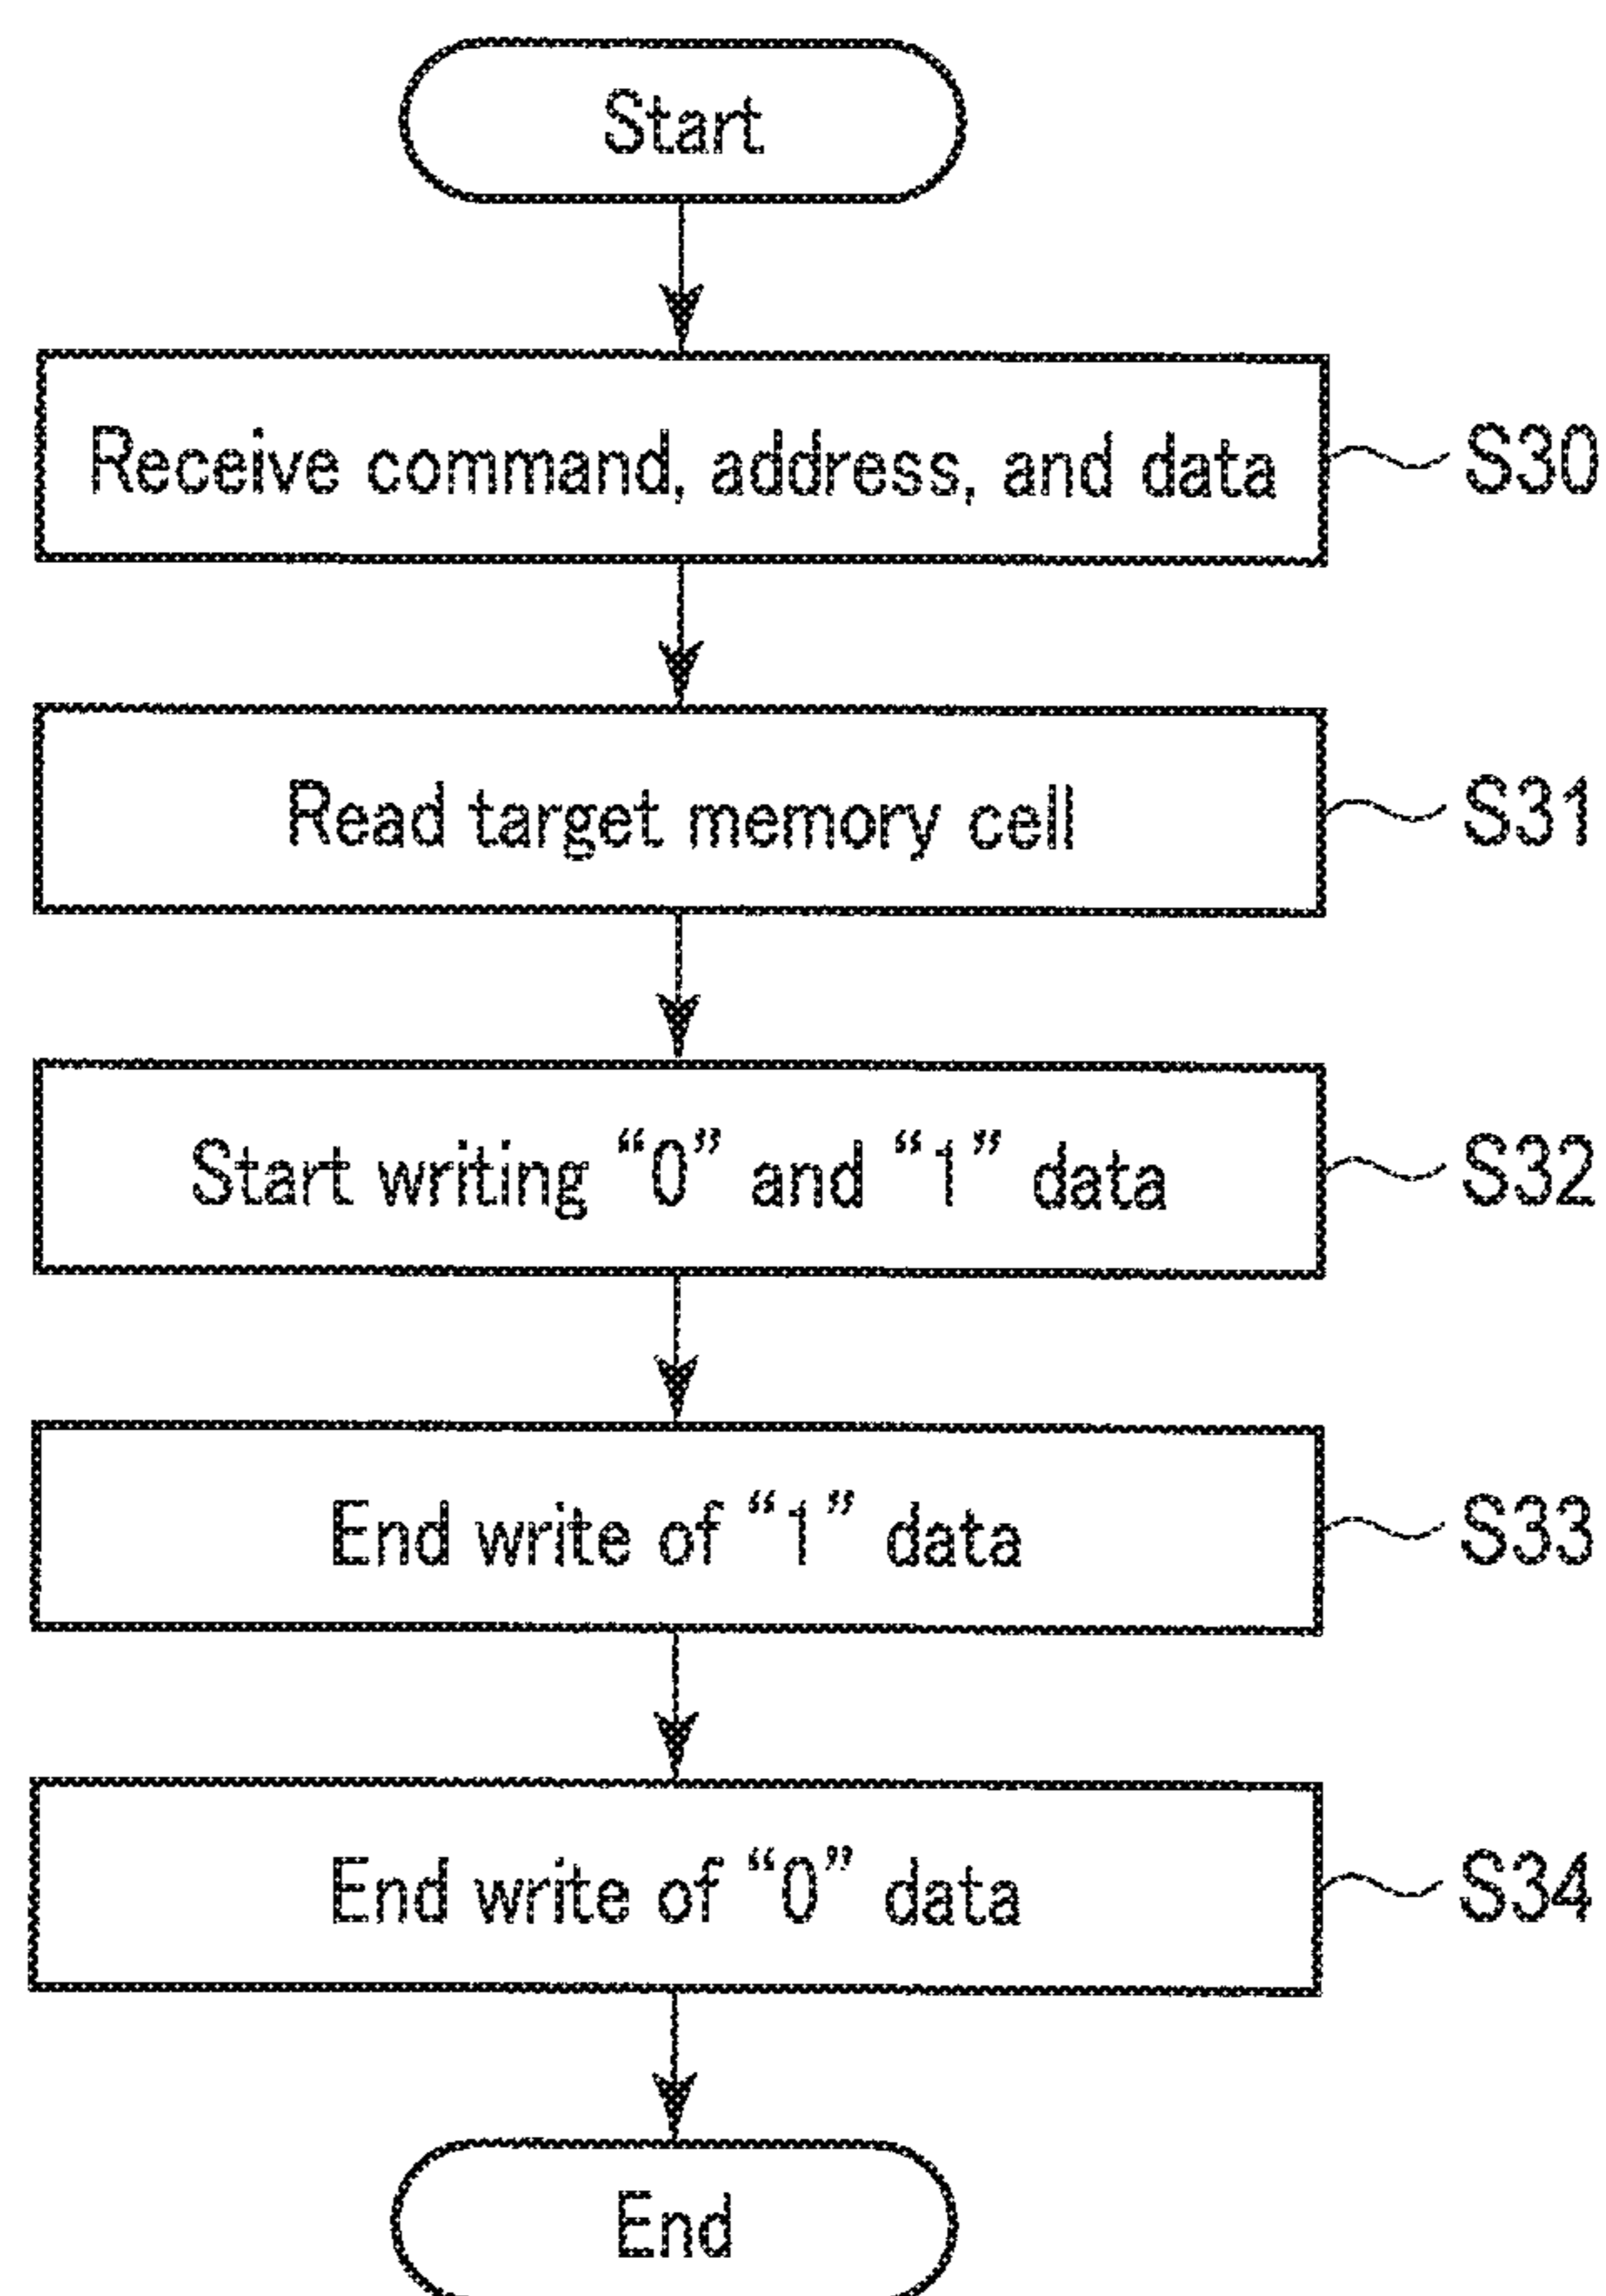 Start
Receive command, address, and data S30
Read target memory cell S31
Start writing “0” and “1” data S32
End write of “1” data S33
End write of “0” data S34
End